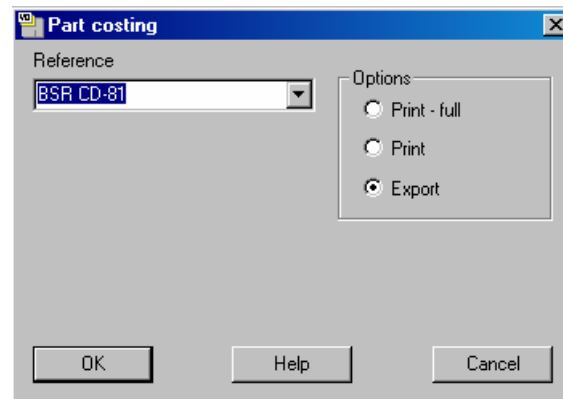 Part costing
Reference
BSR CD-81
Options
Print - full
Print
Export
OK
Help
Cancel